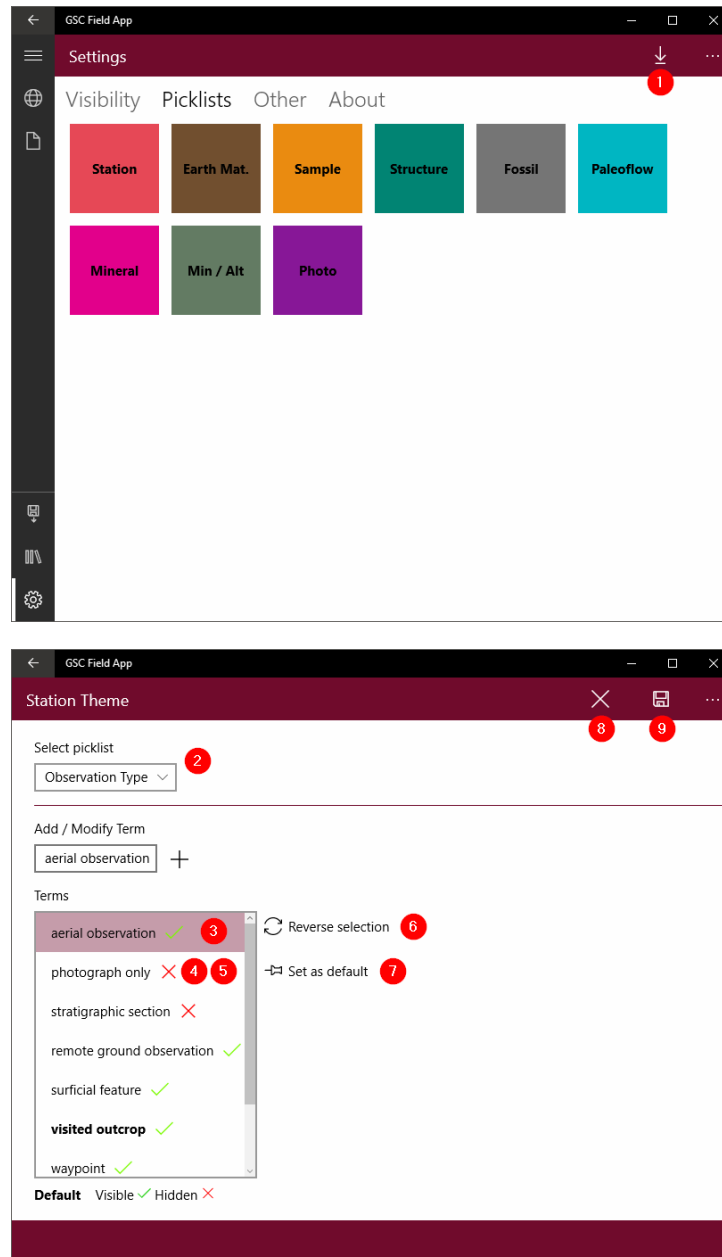 GSC Field App
Settings
1
Visibility Picklists Other About
Station Earth Mat. Sample Structure Fossil Paleoflow
Mineral Min / Alt Photo
GSC Field App
Station Theme
8 9
Select picklist
2
Observation Type
Add / Modify Term
aerial observation
Terms
aerial observation 3 Reverse selection 6
photograph only 4 5 Set as default 7
stratigraphic section
remote ground observation
surficial feature
visited outcrop
waypoint
Default Visible Hidden